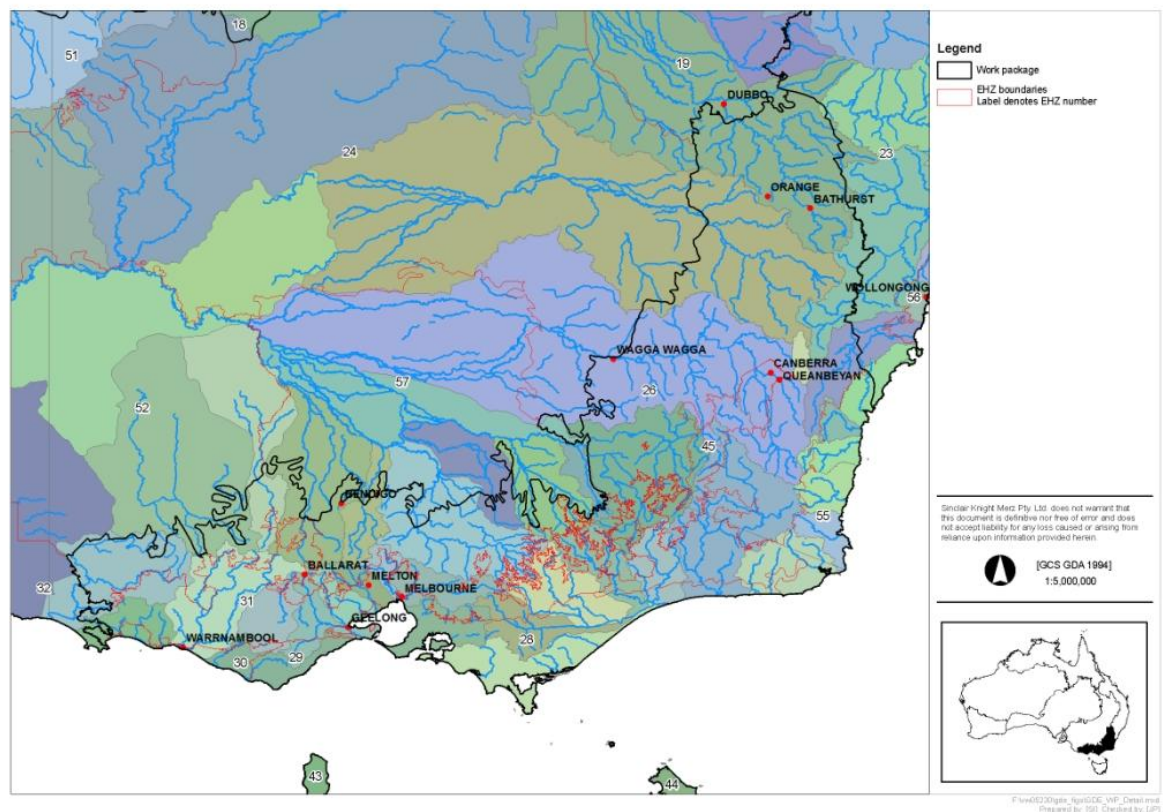 18
51
19
DUBBO
24
23
ORANGE
BATHURST
WOLLONGONG
56
WAGGA WAGGA
CANBERRA
QUEANBEYAN
57
26
52
45
BENDIGO
55
BALLARAT
MELTON
32
MELBOURNE
31
GEELONG
WARRNAMBOOL
28
30
29
43
44
Legend
Work package
EHZ boundaries
Label denotes EHZ number
Sinclair Knight Merz Pty. Ltd. does not warrant that
this document is definitive nor free of error and does
not accept liability for any loss caused or arising from
reliance upon information provided herein.
[GCS GDA 1994]
1:5,000,000